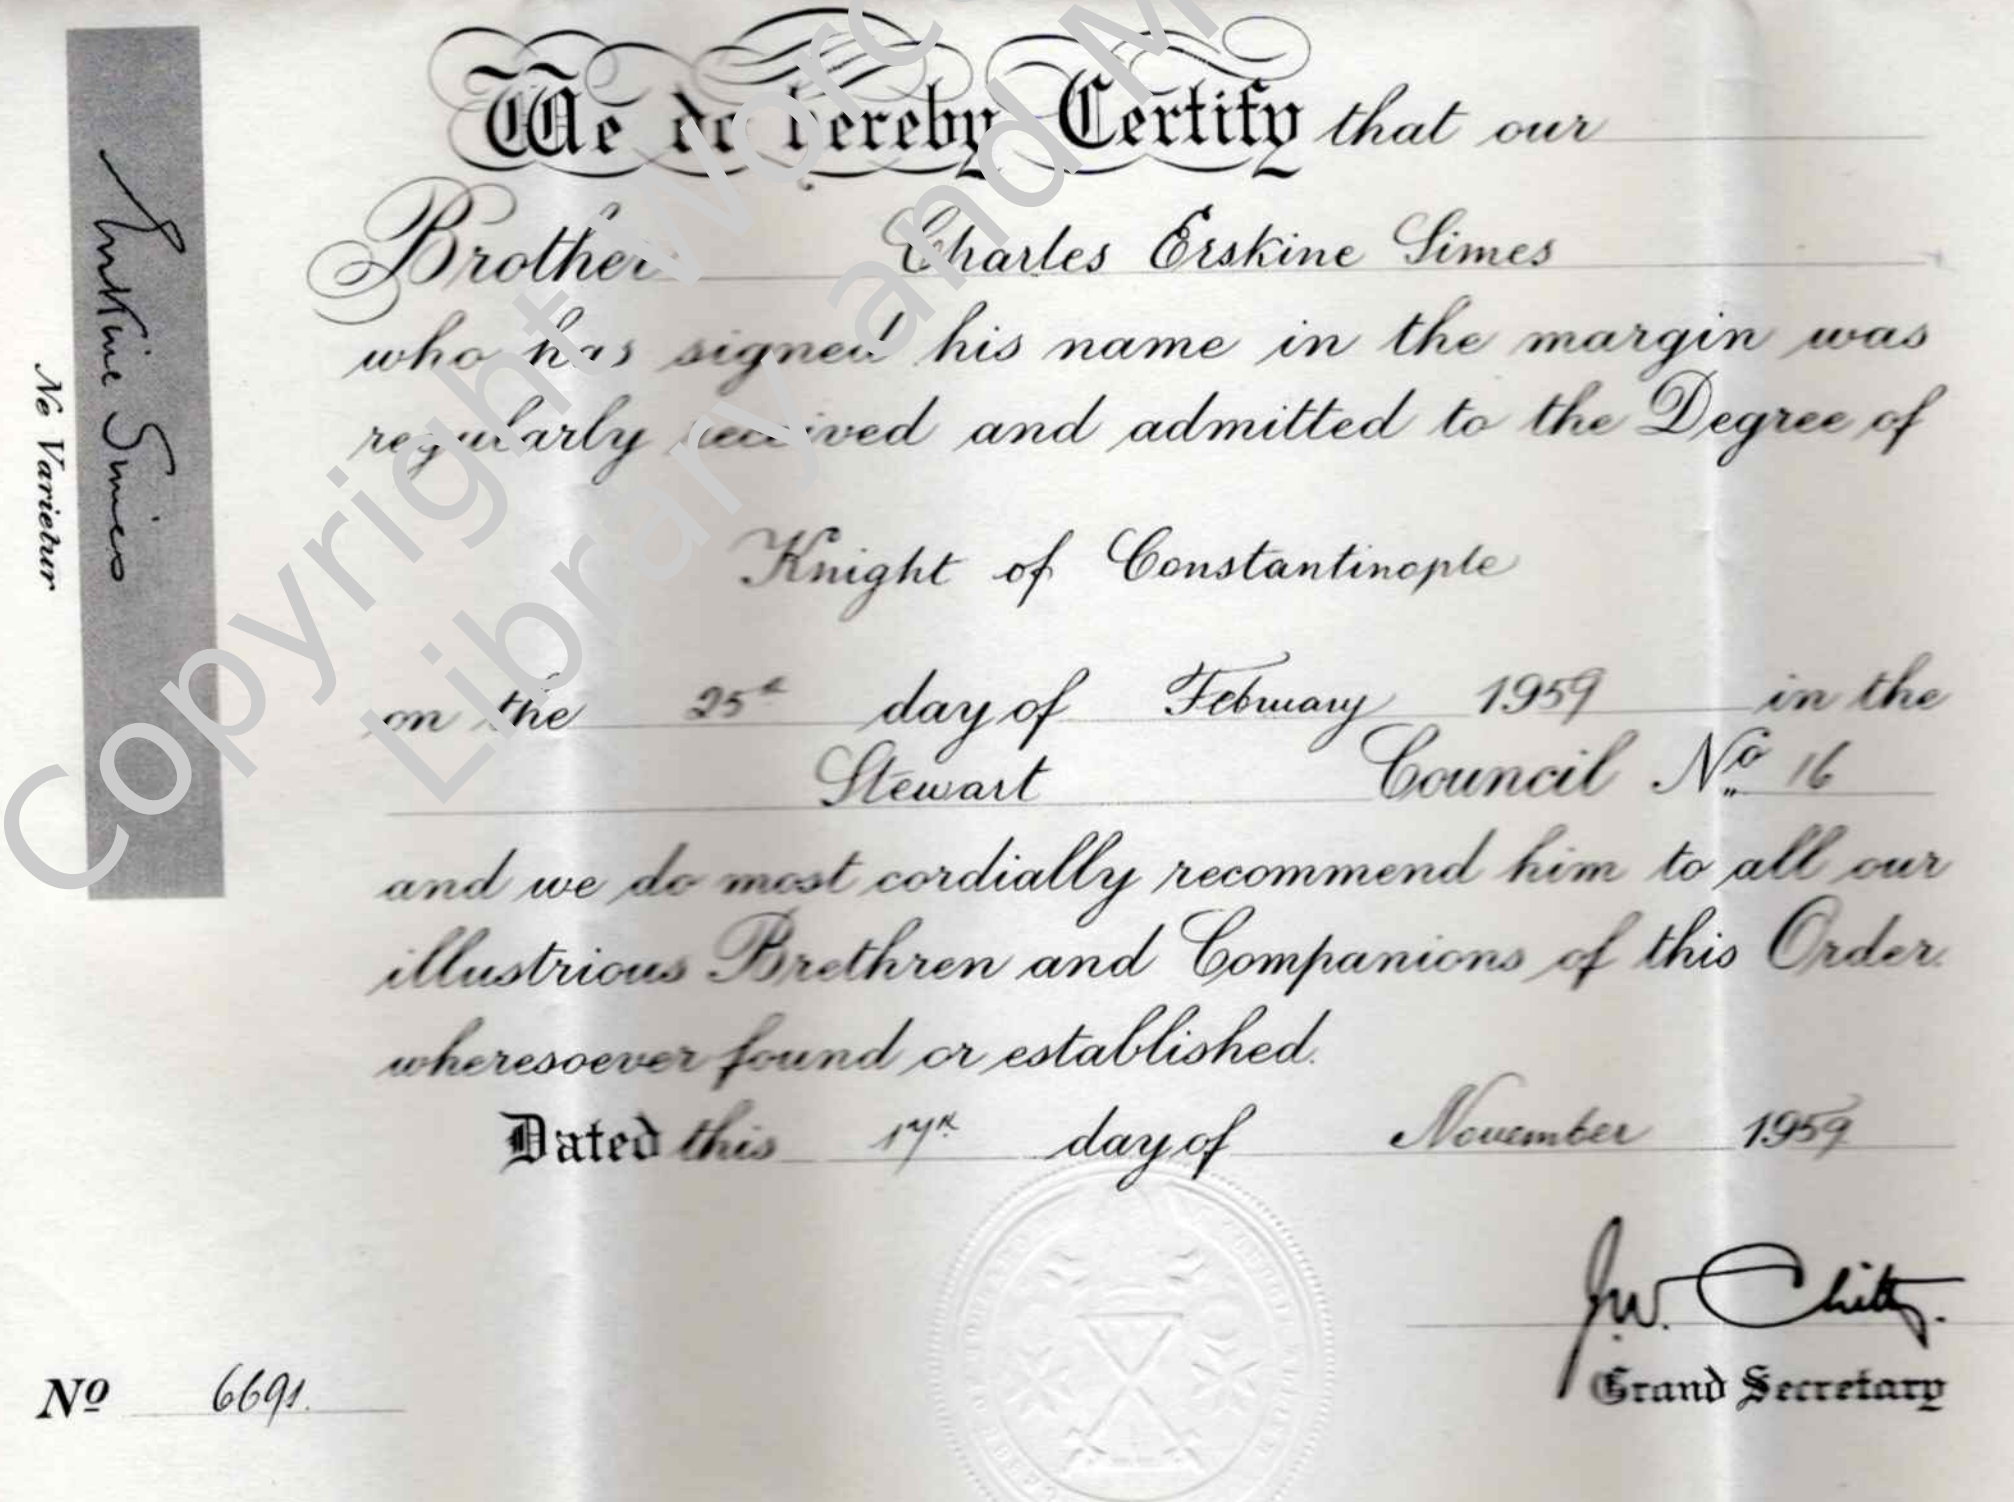 We do hereby Certify that our
Brother Charles Erskine Simes
who has signed his name in the margin was
regularly received and admitted to the Degree of
Knight of Constantinople
on the 25th day of February 1959 in the
Stewart Council No 16
and we do most cordially recommend him to all our
illustrious Brethren and Companions of this Order
wheresoever found or established.
Dated this 17th day of November 1959
J.W. Chitty.
Grand Secretary
No 6691.
Erskine Simes
Ne Varietur
Copyright Worc
Library and M